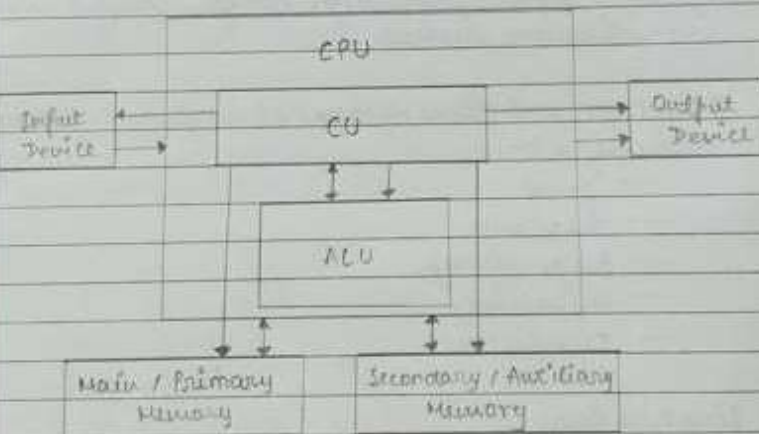 CPU
Input
Device
CU
Output
Device
ALU
Main / Primary
Memory
Secondary / Auxiliary
Memory